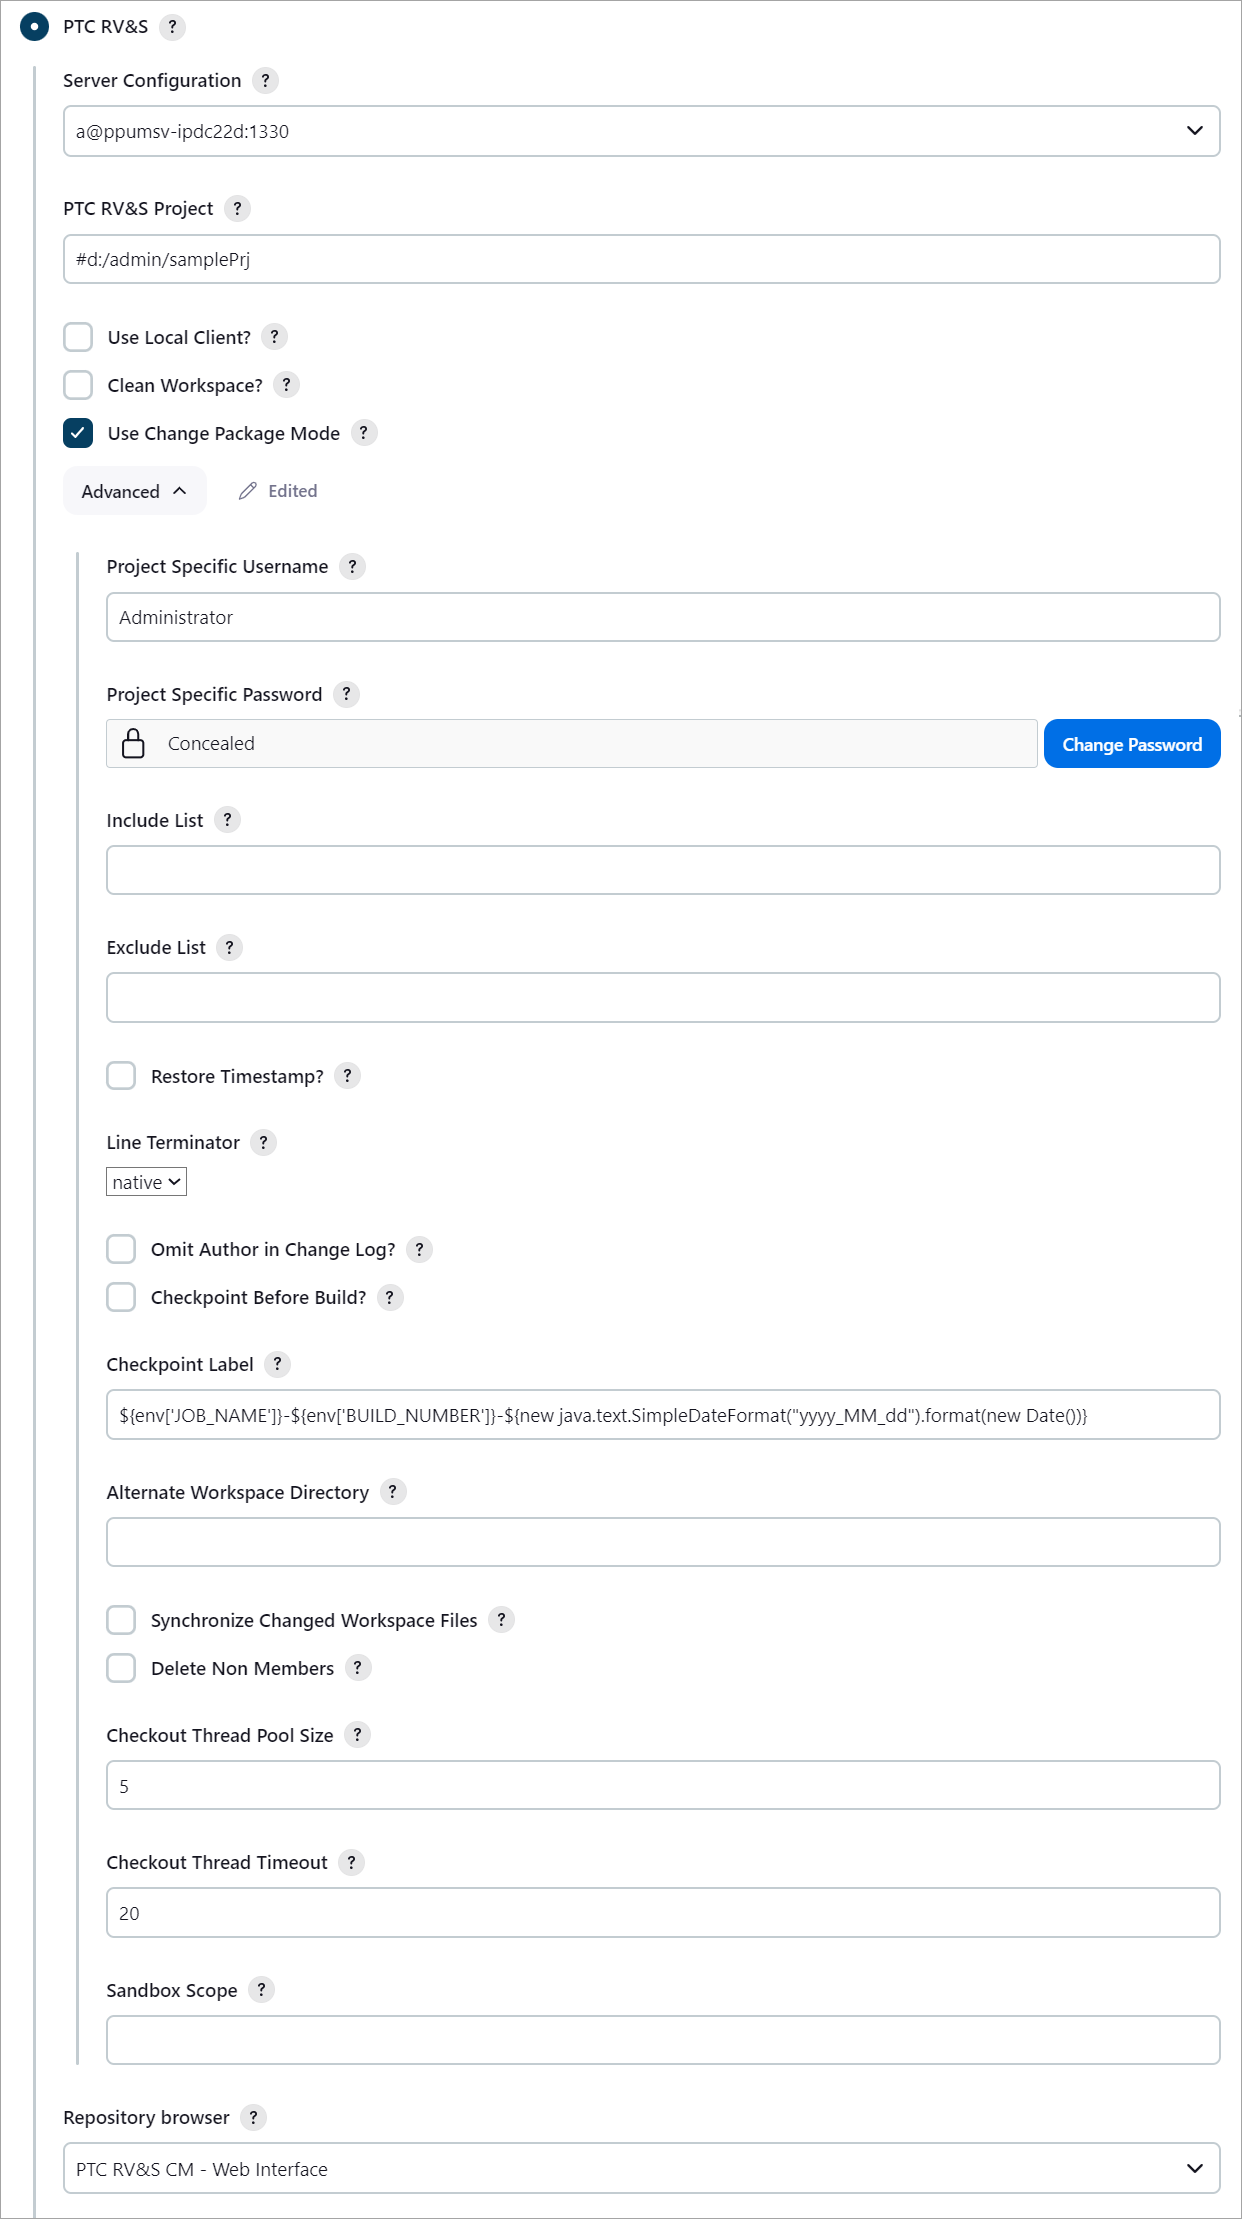 PTC RV&S ?
Server Configuration ?
a@ppumsv-ipdc22d:1330
PTC RV&S Project ?
#d:/admin/samplePrj
Use Local Client? ?
Clean Workspace? ?
Use Change Package Mode ?
Advanced Edited
Project Specific Username ?
Administrator
Project Specific Password ?
Concealed Change Password
Include List ?
Exclude List ?
Restore Timestamp? ?
Line Terminator ?
native
Omit Author in Change Log? ?
Checkpoint Before Build? ?
Checkpoint Label ?
${env['JOB_NAME']}-${env['BUILD_NUMBER']}-${new java.text.SimpleDateFormat("yyyy_MM_dd").format(new Date())}
Alternate Workspace Directory ?
Synchronize Changed Workspace Files ?
Delete Non Members ?
Checkout Thread Pool Size ?
5
Checkout Thread Timeout ?
20
Sandbox Scope ?
Repository browser ?
PTC RV&S CM - Web Interface